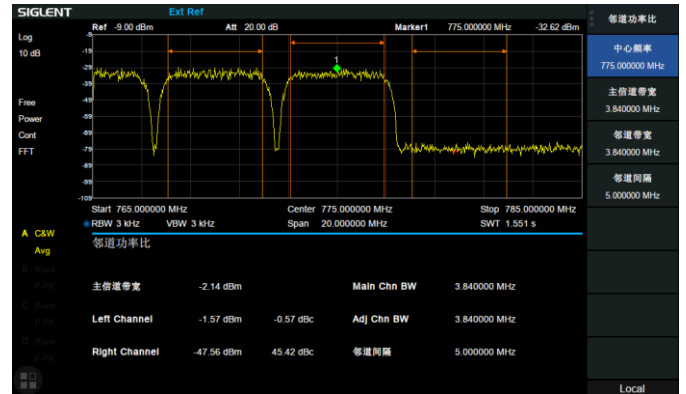 SIGLENT Ext Ref
Ref -9.00 dBm Att 20.00 dB Marker1 775.000000 MHz -32.62 dBm
Log
10 dB
Free
Power
Cont
FFT
-9
-19
-29
-39
-49
-59
-69
-79
-89
-99
-109
1
Start 765.000000 MHz Center 775.000000 MHz Stop 785.000000 MHz
RBW 3 kHz VBW 3 kHz Span 20.000000 MHz SWT 1.551 s
A C&W
Avg
B Blank
P-PK
C Blank
P-PK
D Blank
P-PK
邻道功率比
主信道带宽 -2.14 dBm Main Chn BW 3.840000 MHz
Left Channel -1.57 dBm -0.57 dBc Adj Chn BW 3.840000 MHz
Right Channel -47.56 dBm 45.42 dBc 邻道间隔 5.000000 MHz
邻道功率比
中心频率
775.000000 MHz
主信道带宽
3.840000 MHz
邻道带宽
3.840000 MHz
邻道间隔
5.000000 MHz
Local